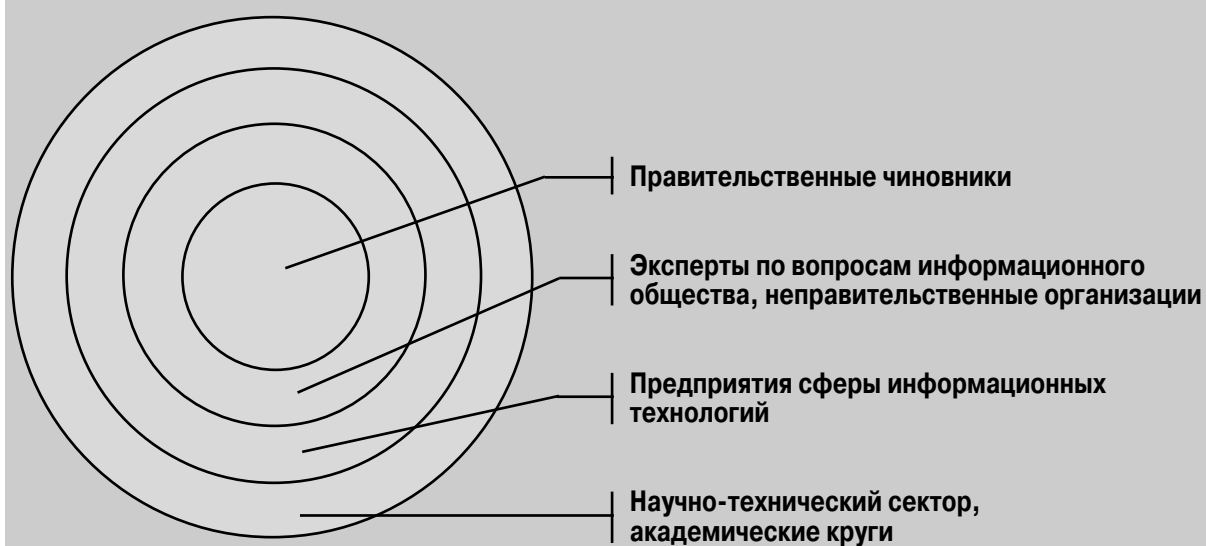 Правительственные чиновники
Эксперты по вопросам информационного
общества, неправительственные организации
Предприятия сферы информационных
технологий
Научно-технический сектор,
академические круги